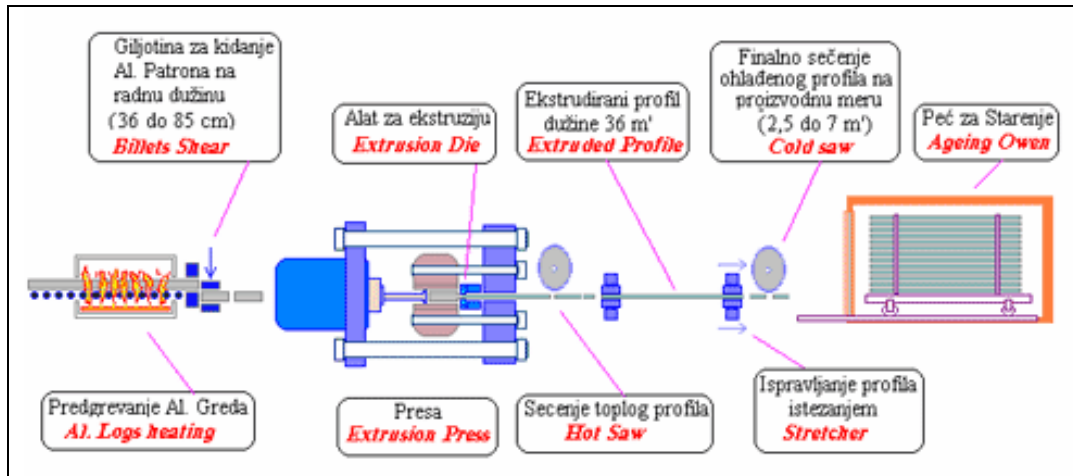 Giljotina za kidanje
Al. Patrona na
radnu dužinu
(36 do 85 cm)
Billets Shear
Alat za ekstruziju
Extrusion Die
Ekstrudirani profil
dužine 36 m'
Extruded Profile
Finalno sečenje
ohlađenog profila na
proizvodnu meru
(2,5 do 7 m')
Cold saw
Peć za Starenje
Ageing Owen
Predgrevanje Al. Greda
Al. Logs heating
Presa
Extrusion Press
Secenje toplog profila
Hot Saw
Ispravljanje profila
istezanjem
Stretcher